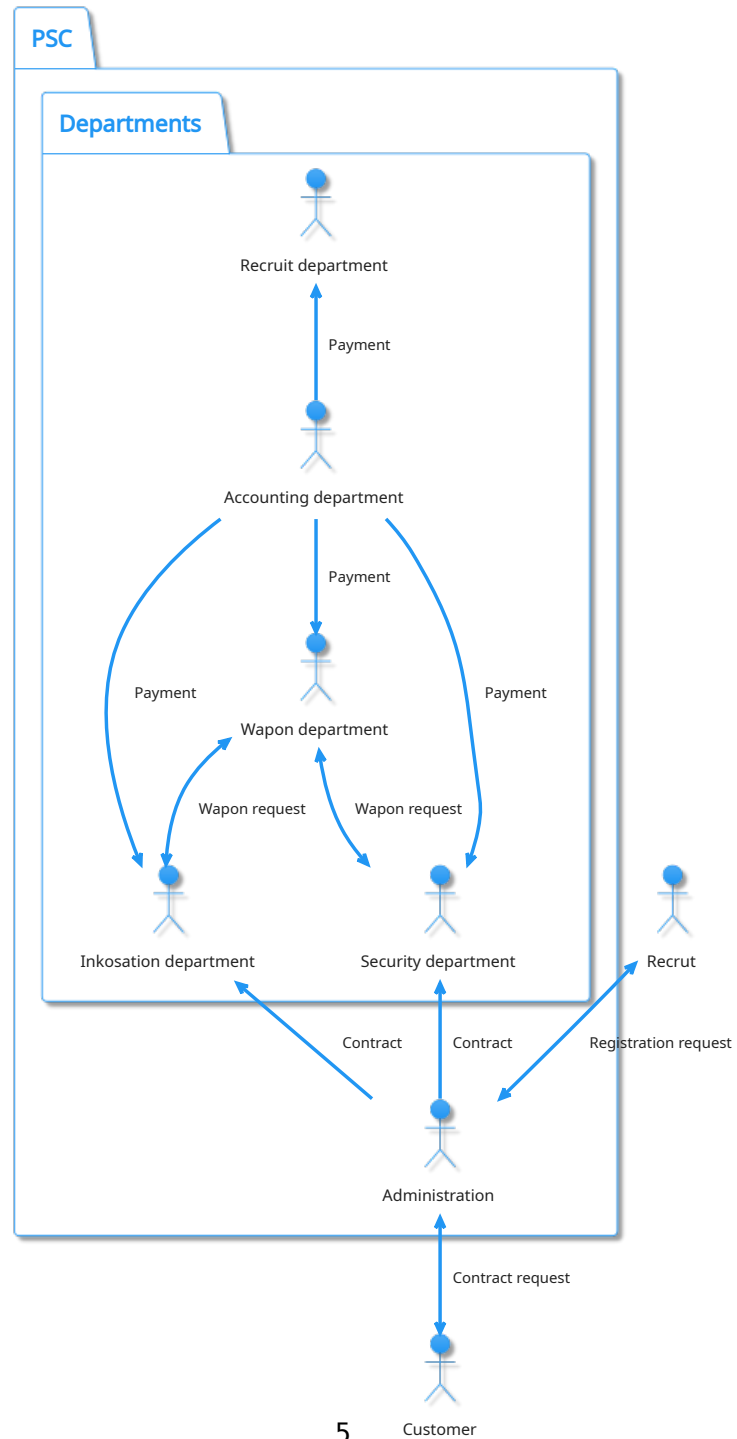 PSC
Departments
Recruit department
Payment
Accounting department
Payment
Payment
Payment
Wapon department
Wapon request
Wapon request
Inkosation department
Security department
Recrut
Contract
Contract
Registration request
Administration
Contract request
Customer
5